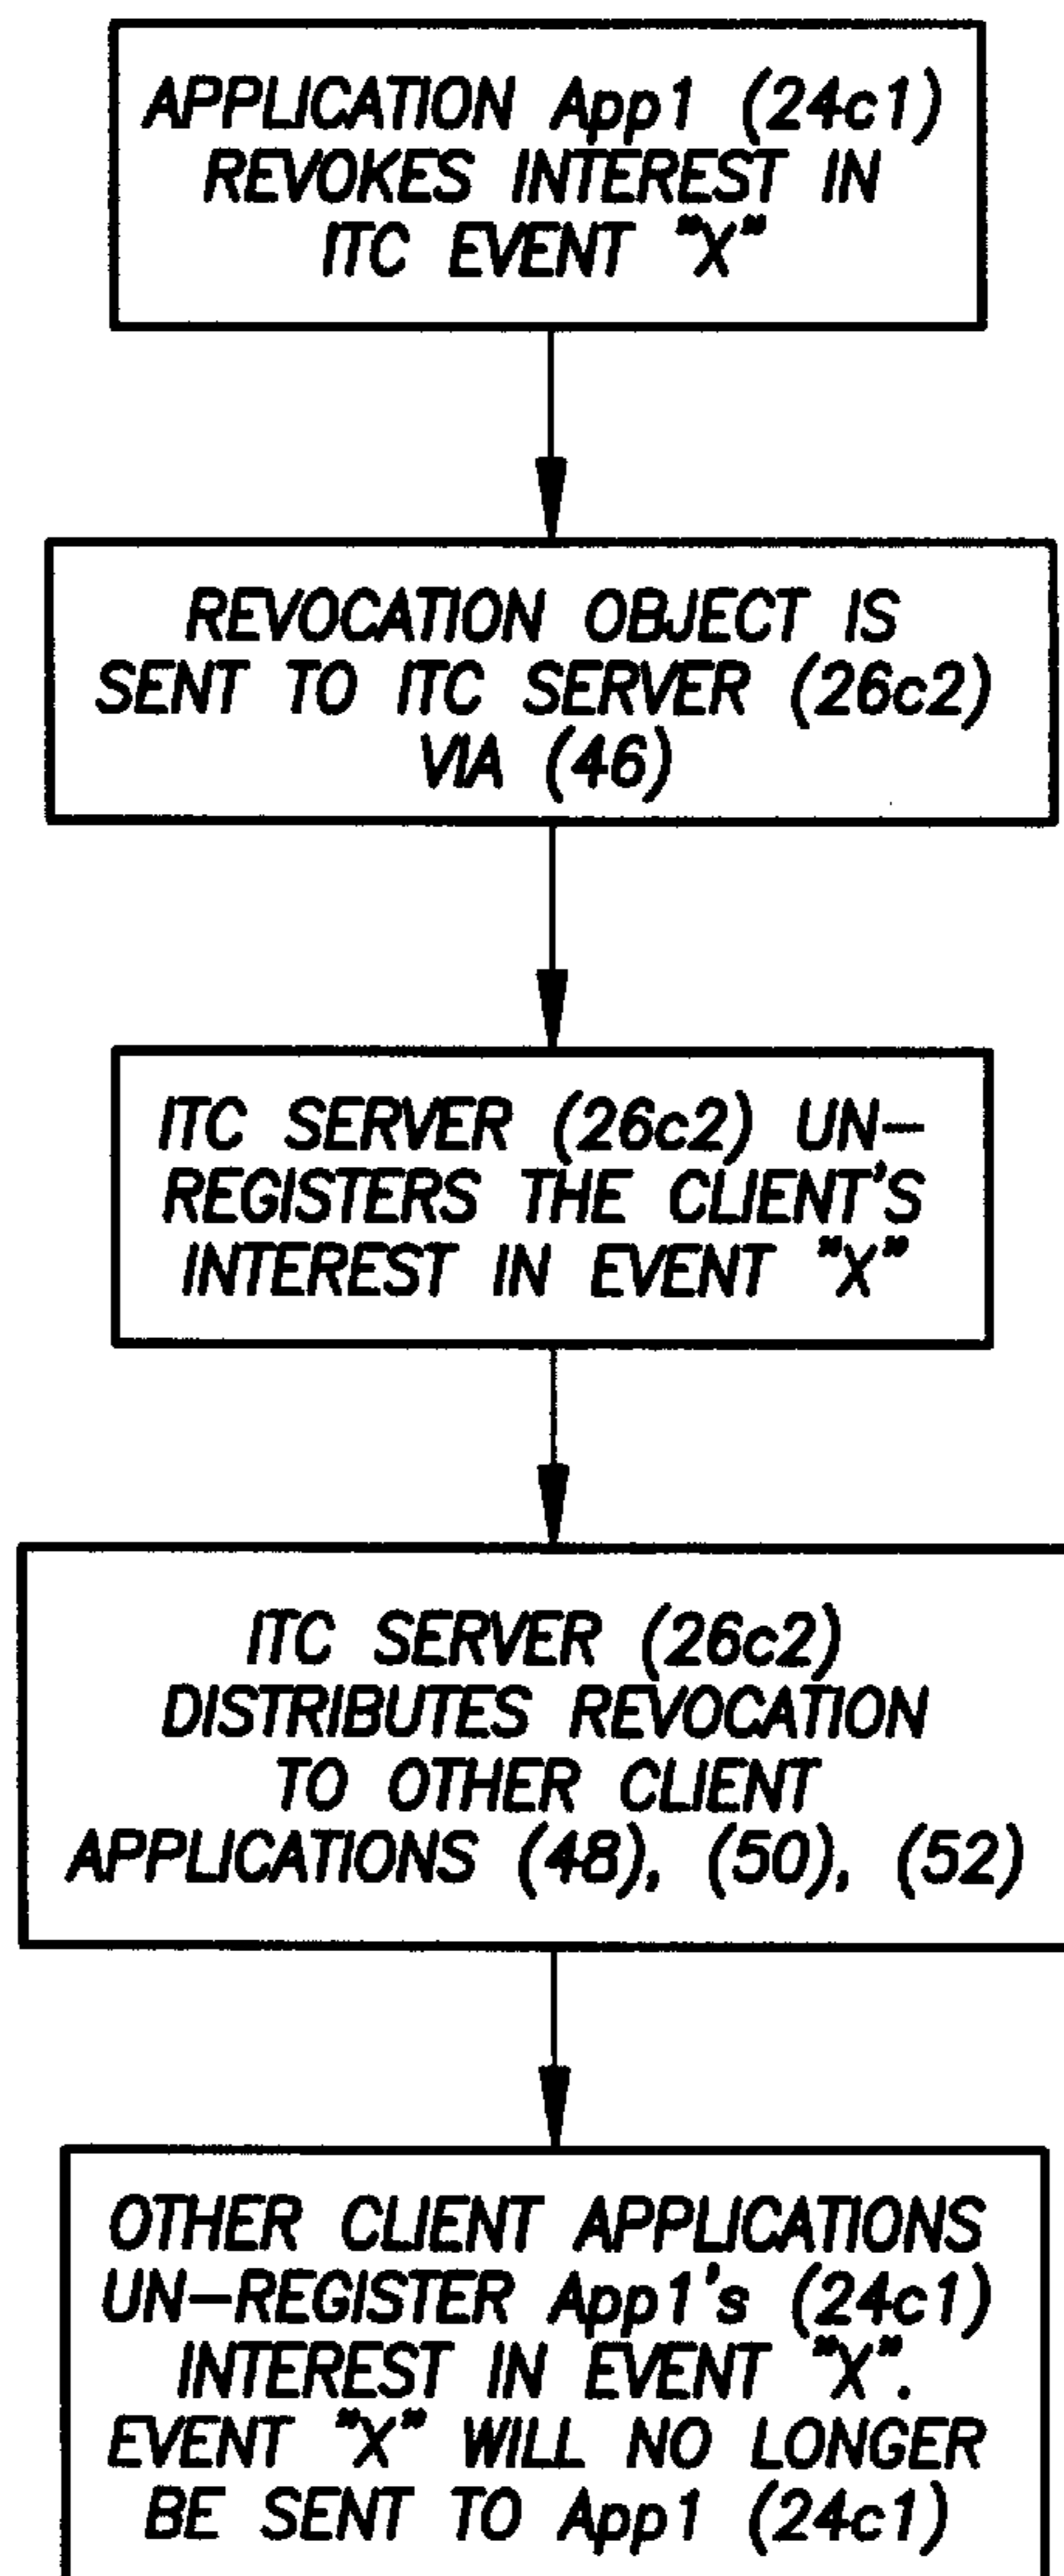 APPLICATION App1 (24c1)
REVOKES INTEREST IN
ITC EVENT "X"
REVOCATION OBJECT IS
SENT TO ITC SERVER (26c2)
VIA (46)
ITC SERVER (26c2) UN-
REGISTERS THE CLIENT'S
INTEREST IN EVENT "X"
ITC SERVER (26c2)
DISTRIBUTES REVOCATION
TO OTHER CLIENT
APPLICATIONS (48), (50), (52)
OTHER CLIENT APPLICATIONS
UN-REGISTER App1's (24c1)
INTEREST IN EVENT "X".
EVENT "X" WILL NO LONGER
BE SENT TO App1 (24c1)